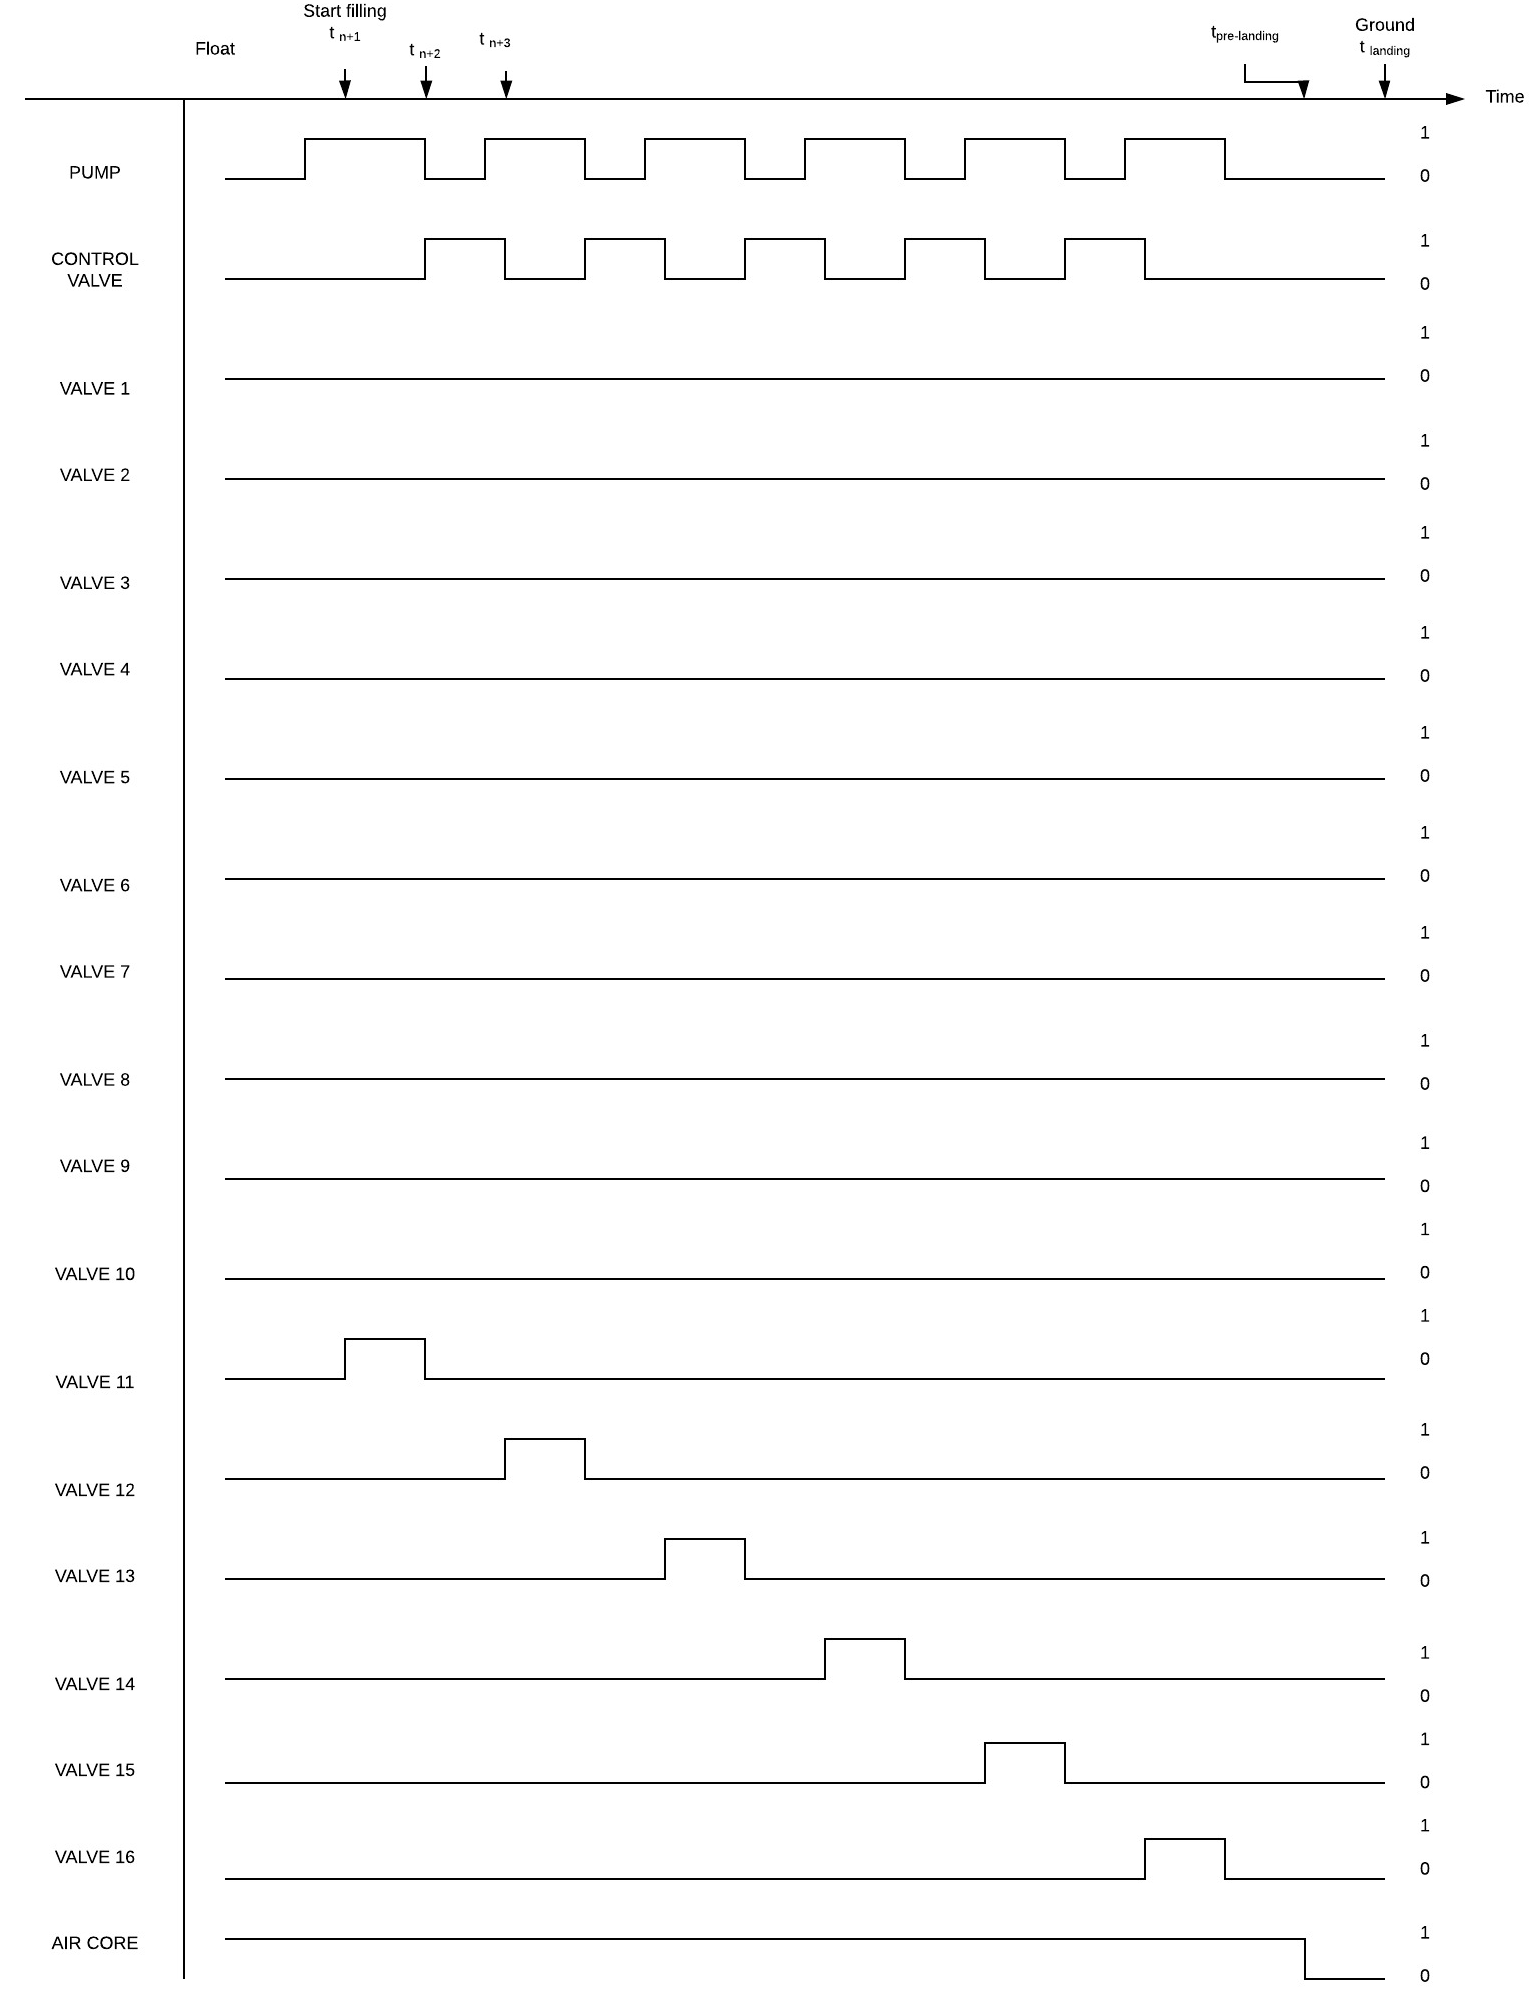 Start filling
t n+1
Float
t n+2
t n+3
tpre-landing
Ground
t landing
Time
PUMP
1
0
CONTROL
VALVE
1
0
VALVE 1
1
0
VALVE 2
1
0
VALVE 3
1
0
VALVE 4
1
0
VALVE 5
1
0
VALVE 6
1
0
VALVE 7
1
0
VALVE 8
1
0
VALVE 9
1
0
VALVE 10
1
0
VALVE 11
1
0
VALVE 12
1
0
VALVE 13
1
0
VALVE 14
1
0
VALVE 15
1
0
VALVE 16
1
0
AIR CORE
1
0